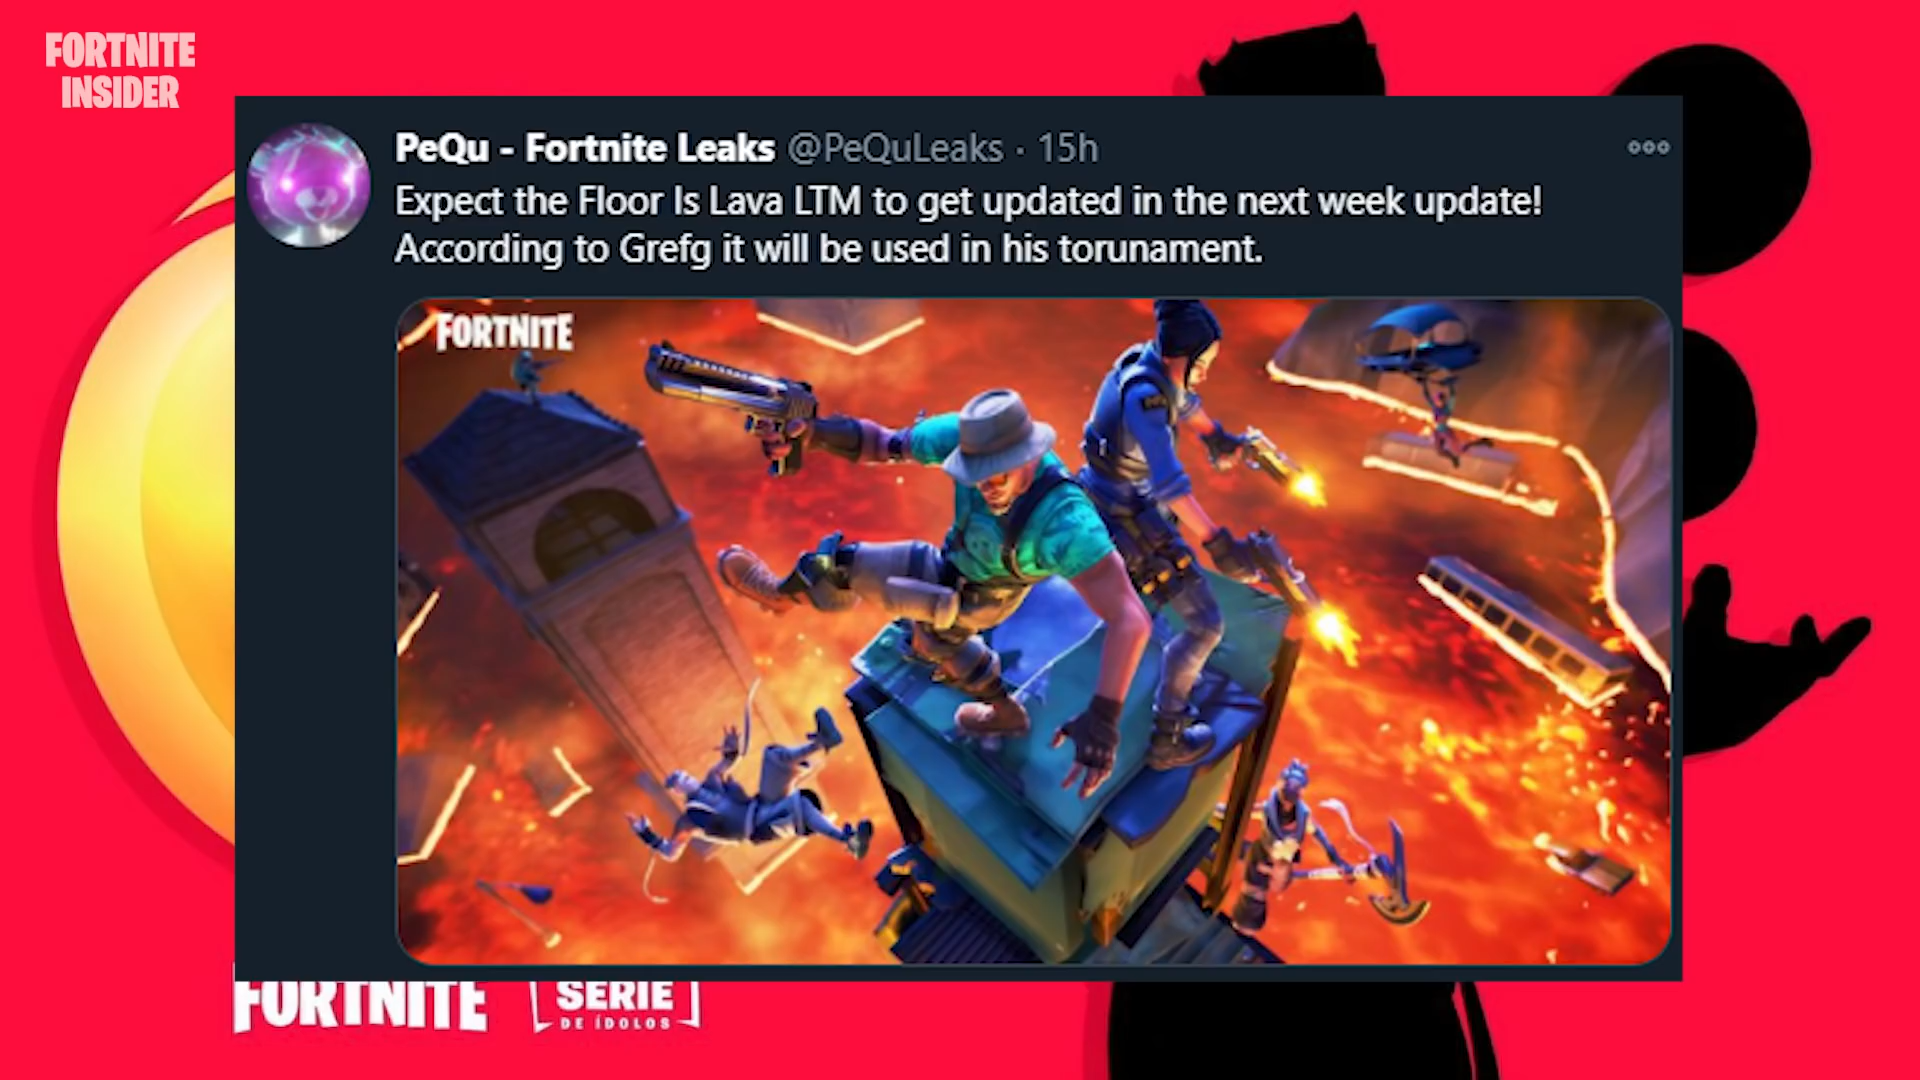 FORTNITE
INSIDER
PeQu - Fortnite Leaks @PeQuLeaks · 15h
Expect the Floor Is Lava LTM to get updated in the next week update!
According to Grefg it will be used in his torunament.
FORTNITE
FORTNITE
SERIE
DE ÍDOLOS